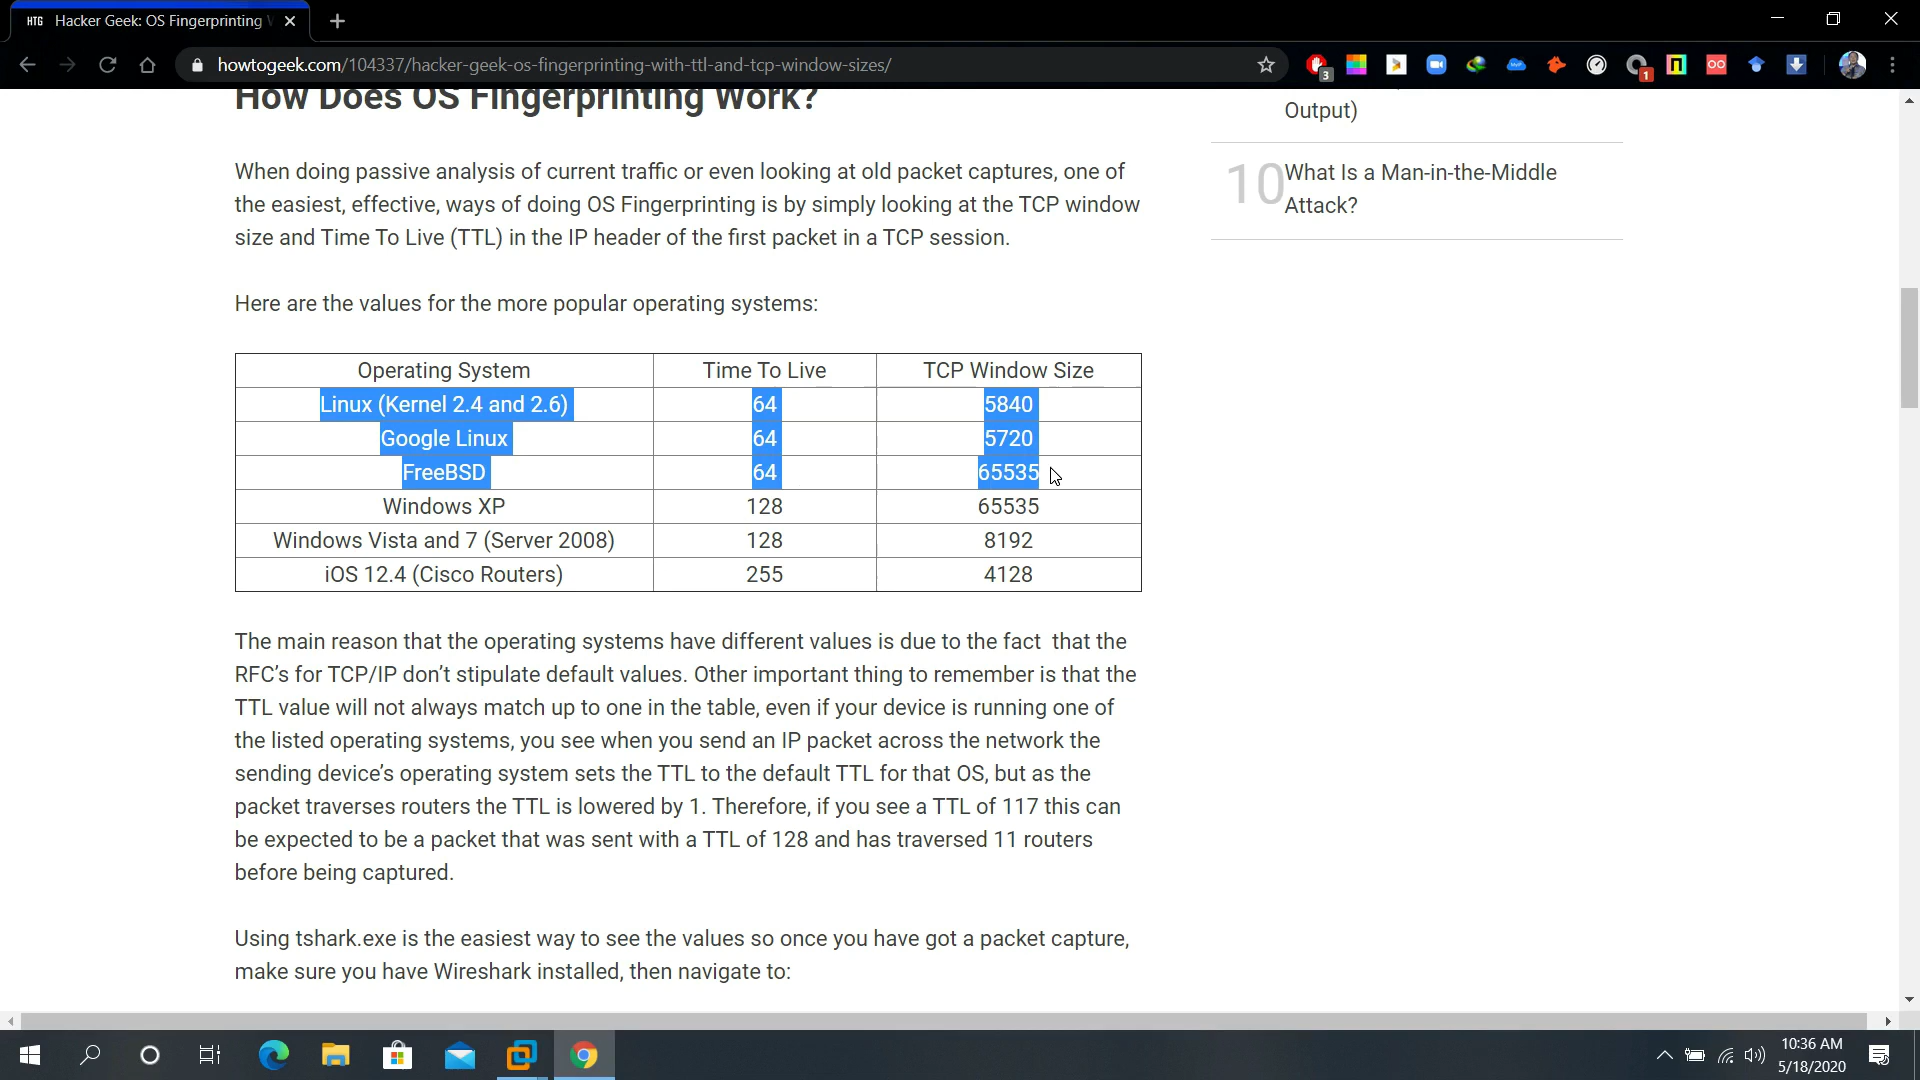 HTG Hacker Geek: OS Fingerprinting
howtogeek.com/104337/hacker-geek-os-fingerprinting-with-ttl-and-tcp-window-sizes/
3
1
How Does OS Fingerprinting Work?
When doing passive analysis of current traffic or even looking at old packet captures, one of
the easiest, effective, ways of doing OS Fingerprinting is by simply looking at the TCP window
size and Time To Live (TTL) in the IP header of the first packet in a TCP session.
Here are the values for the more popular operating systems:
Operating System Time To Live TCP Window Size
Linux (Kernel 2.4 and 2.6) 64 5840
Google Linux 64 5720
FreeBSD 64 65535
Windows XP 128 65535
Windows Vista and 7 (Server 2008) 128 8192
iOS 12.4 (Cisco Routers) 255 4128
The main reason that the operating systems have different values is due to the fact  that the
RFC’s for TCP/IP don’t stipulate default values. Other important thing to remember is that the
TTL value will not always match up to one in the table, even if your device is running one of
the listed operating systems, you see when you send an IP packet across the network the
sending device’s operating system sets the TTL to the default TTL for that OS, but as the
packet traverses routers the TTL is lowered by 1. Therefore, if you see a TTL of 117 this can
be expected to be a packet that was sent with a TTL of 128 and has traversed 11 routers
before being captured.
Using tshark.exe is the easiest way to see the values so once you have got a packet capture,
make sure you have Wireshark installed, then navigate to:
Output)
10 What Is a Man-in-the-Middle
Attack?
10:36 AM
5/18/2020